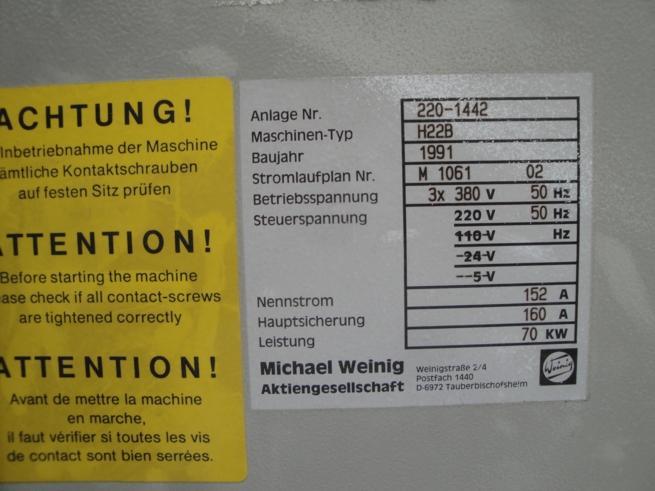 ACHTUNG!
Inbetriebnahme der Maschine
ämtliche Kontaktschrauben
auf festen Sitz prüfen
ATTENTION!
Before starting the machine
ase check if all contact-screws
are tightened correctly
ATTENTION!
Avant de mettre la machine
en marche,
il faut vérifier si toutes les vis
de contact sont bien serrées.
Anlage Nr. 220-1442
Maschinen-Typ H22B
Baujahr 1991
Stromlaufplan Nr. M 1061 02
Betriebsspannung 3x 380 V 50 Hz
Steuerspannung 220 V 50 Hz
110 V Hz
24 V
5 V
Nennstrom 152 A
Hauptsicherung 160 A
Leistung 70 KW
Michael Weinig
Aktiengesellschaft
Weinigstraße 2/4
Postfach 1440
D-6972 Tauberbischofsheim
Weinig